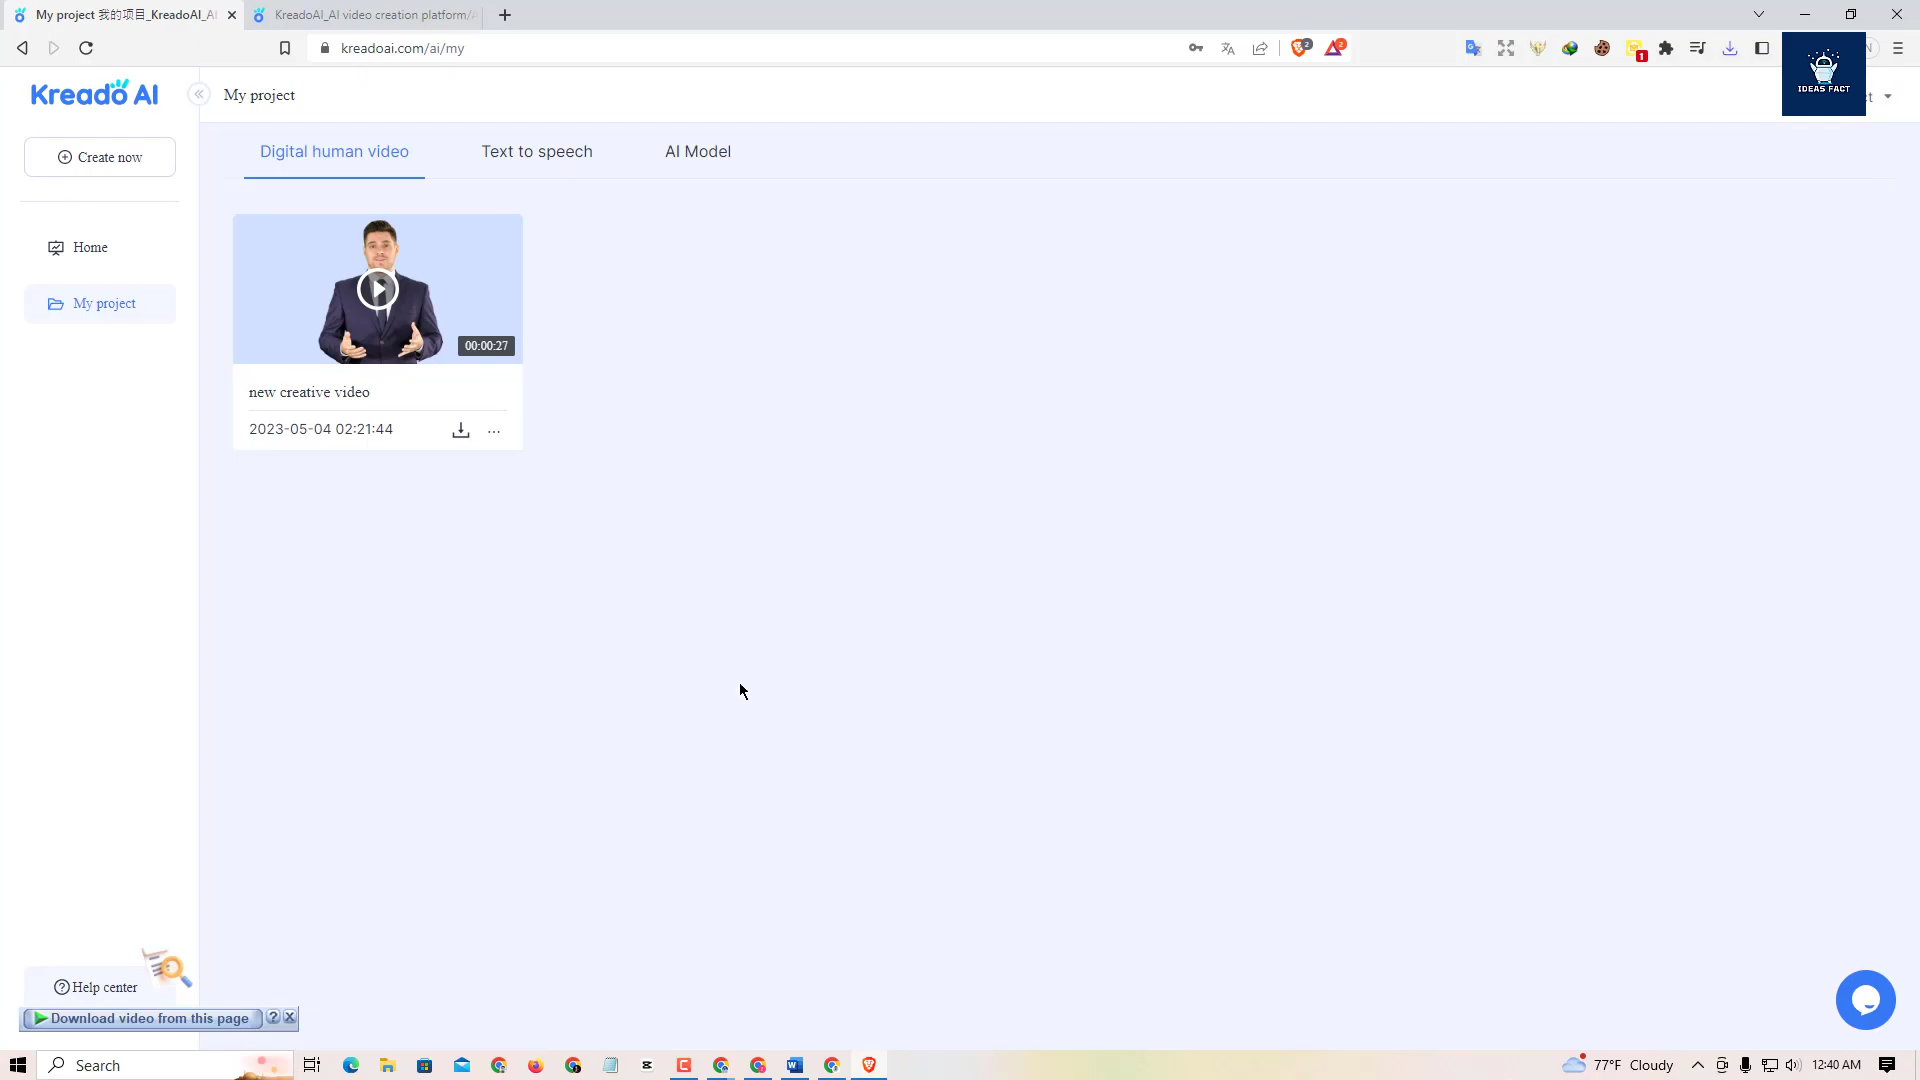 My project 我的项目_KreadoAI_AI
KreadoAI_AI video creation platform/
kreadoai.com/ai/my
2
2
1
IDEAS FACT
Kreado AI
My project
Create now
Digital human video
Text to speech
AI Model
Home
My project
00:00:27
new creative video
2023-05-04 02:21:44
...
Help center
Download video from this page
Search
77°F Cloudy
12:40 AM